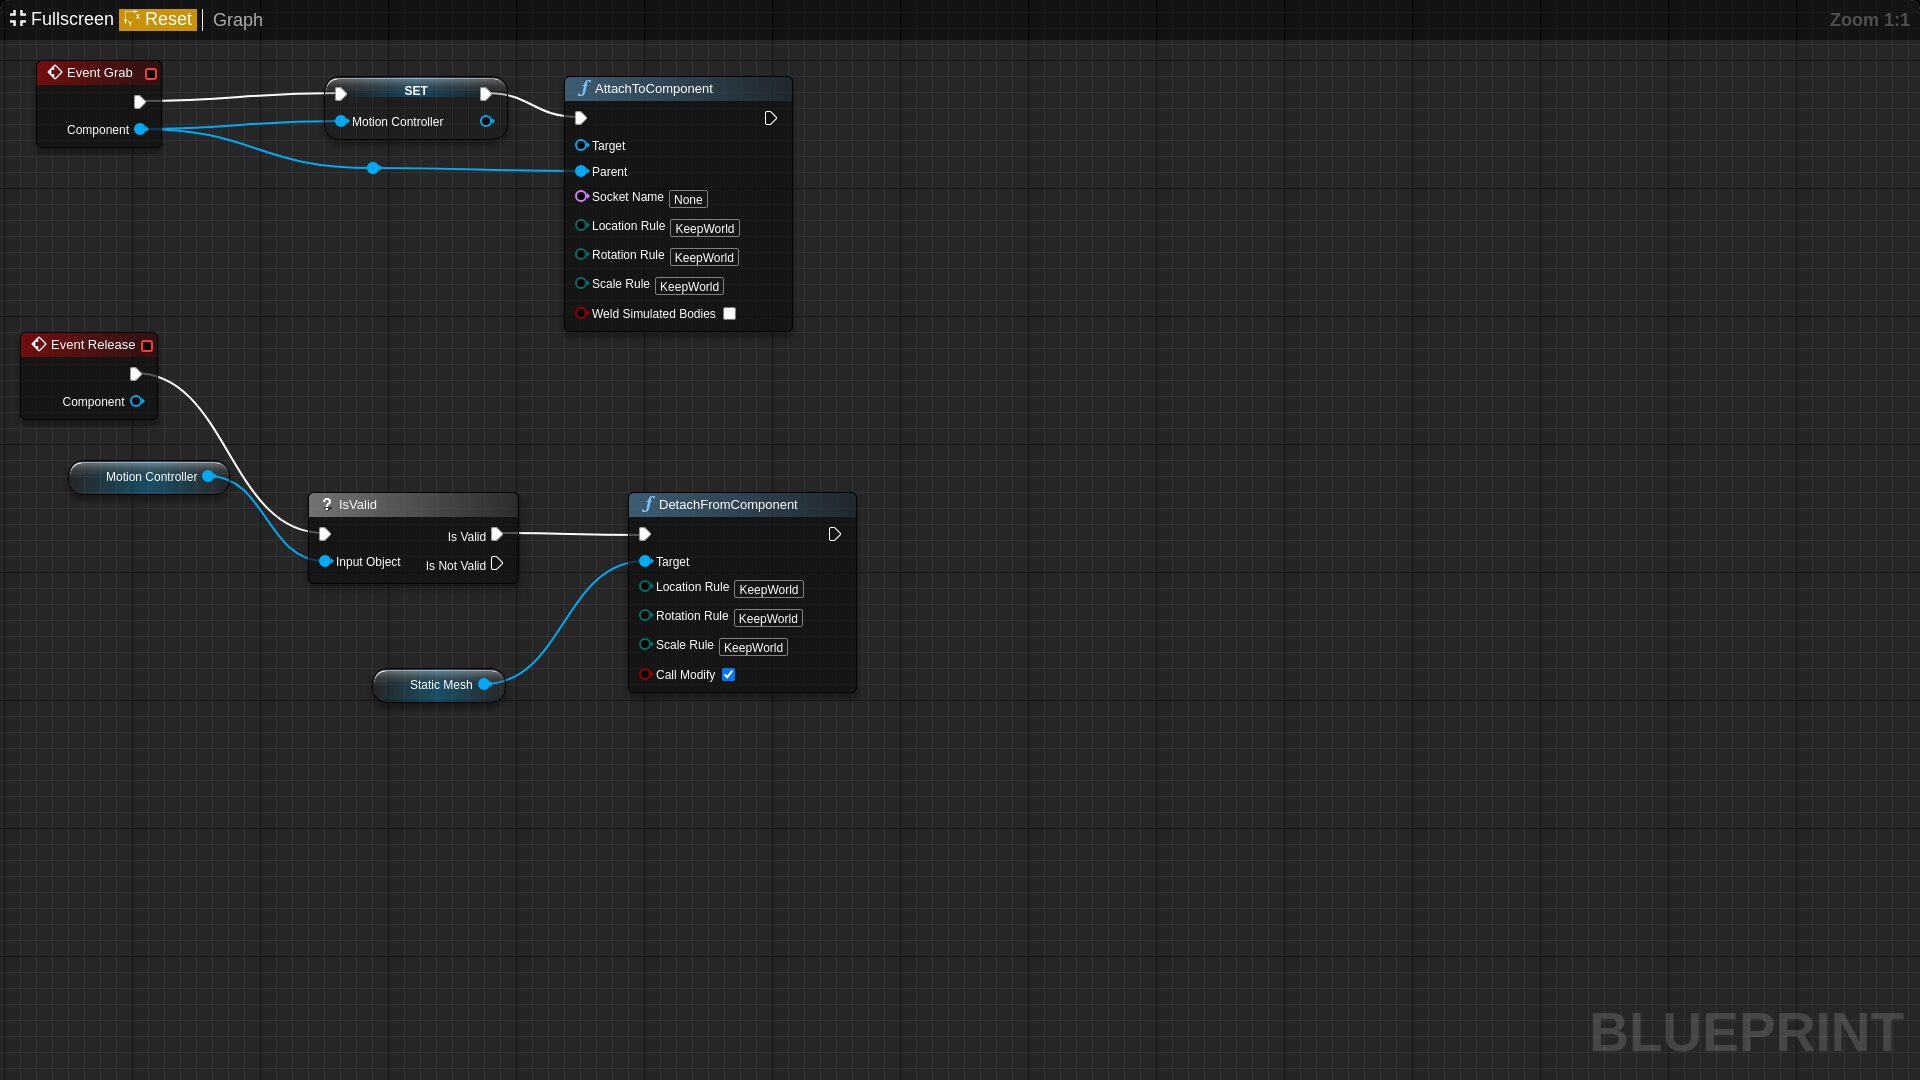 Fullscreen Reset Graph Zoom 1:1
Event Grab
Component
SET
Motion Controller
AttachToComponent
Target
Parent
Socket Name None
Location Rule KeepWorld
Rotation Rule KeepWorld
Scale Rule KeepWorld
Weld Simulated Bodies
Event Release
Component
Motion Controller
? IsValid
Is Valid
Input Object Is Not Valid
DetachFromComponent
Target
Location Rule KeepWorld
Rotation Rule KeepWorld
Scale Rule KeepWorld
Call Modify
Static Mesh
BLUEPRINT